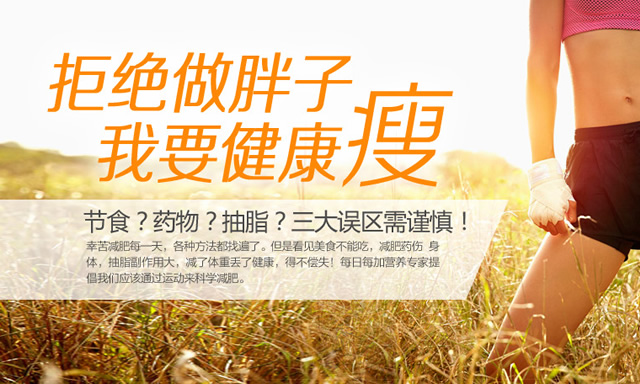 拒绝做胖子
我要健康瘦
节食？药物？抽脂？三大误区需谨慎！
幸苦减肥每一天，各种方法都找遍了。但是看见美食不能吃，减肥药伤 身
体，抽脂副作用大，减了体重丢了健康，得不偿失！每日每加营养专家提
倡我们应该通过运动来科学减肥。